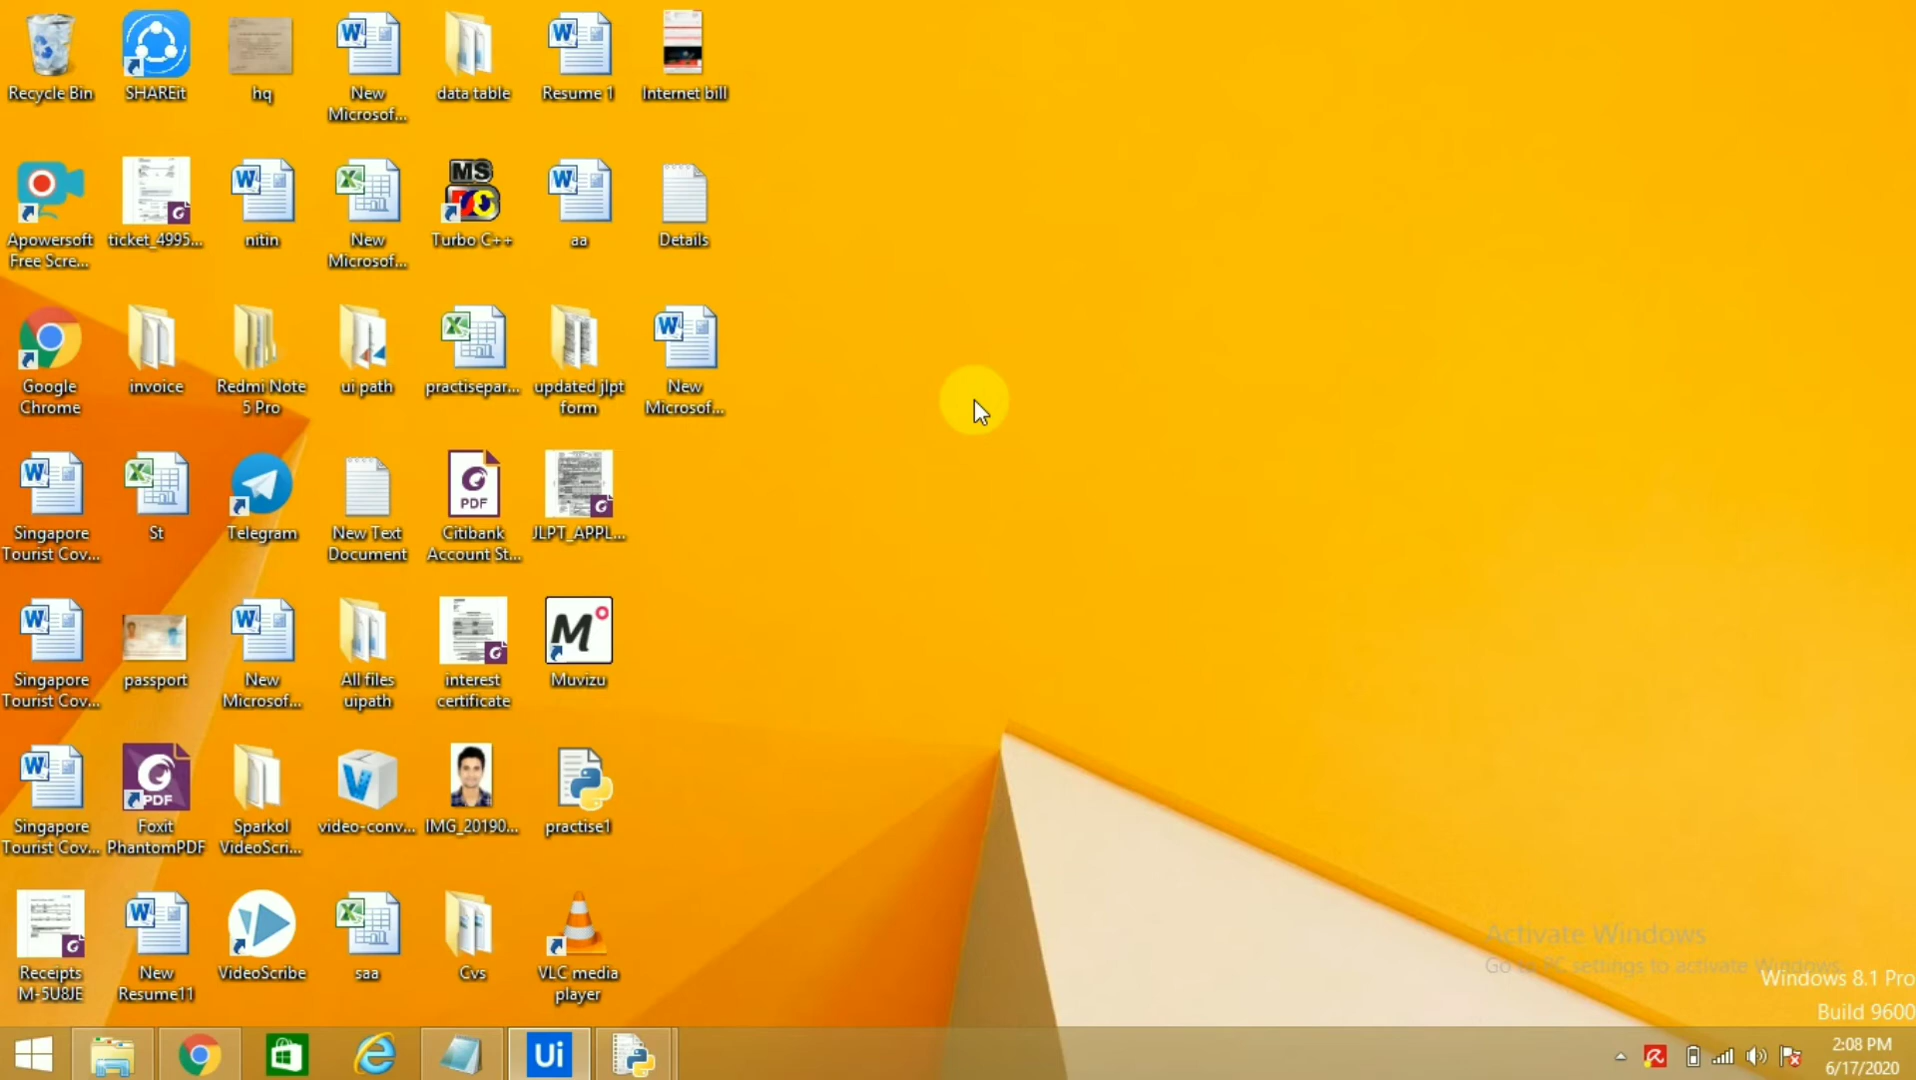 Recycle Bin
SHAREit
hq
New
Microsof...
data table
Resume 1
Internet bill
Apowersoft
Free Scre...
ticket_4995...
nitin
New
Microsof...
MS
Turbo C++
aa
Details
Google
Chrome
invoice
Redmi Note
5 Pro
ui path
practisepar...
updated jlpt
form
New
Microsof...
Singapore
Tourist Cov...
St
Telegram
New Text
Document
PDF
Citibank
Account St...
JLPT_APPL...
Singapore
Tourist Cov...
passport
New
Microsof...
All files
uipath
interest
certificate
M
Muvizu
Singapore
Tourist Cov...
PDF
Foxit
PhantomPDF
Sparkol
VideoScri...
video-conv...
IMG_20190...
practise1
Receipts
M-5U8JE
New
Resume11
VideoScribe
saa
Cvs
VLC media
player
Activate Windows
Go to PC settings to activate Windows.
Windows 8.1 Pro
Build 9600
Ui
2:08 PM
6/17/2020